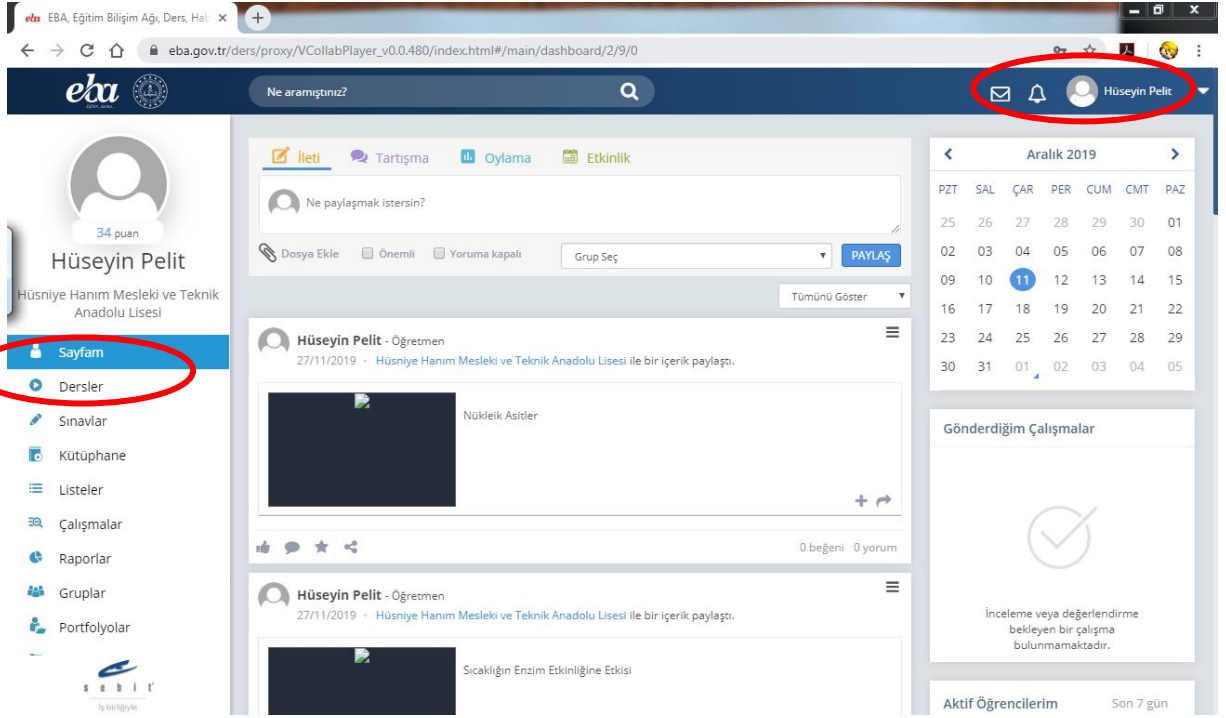 eba EBA, Eğitim Bilişim Ağı, Ders, Hab
eba.gov.tr/ders/proxy/VCollabPlayer_v0.0.480/index.html#/main/dashboard/2/9/0
eba
Ne aramıştınız?
Hüseyin Pelit
34 puan
Hüseyin Pelit
Hüsniye Hanım Mesleki ve Teknik
Anadolu Lisesi
Sayfam
Dersler
Sınavlar
Kütüphane
Listeler
Çalışmalar
Raporlar
Gruplar
Portfolyolar
sebit
İş birliğiyle
İleti Tartışma Oylama Etkinlik
Ne paylaşmak istersin?
Dosya Ekle Önemli Yoruma kapalı Grup Seç PAYLAŞ
Tümünü Göster
Hüseyin Pelit - Öğretmen
27/11/2019 · Hüsniye Hanım Mesleki ve Teknik Anadolu Lisesi ile bir içerik paylaştı.
Nükleik Asitler
0 beğeni 0 yorum
Hüseyin Pelit - Öğretmen
27/11/2019 · Hüsniye Hanım Mesleki ve Teknik Anadolu Lisesi ile bir içerik paylaştı.
Sıcaklığın Enzim Etkinliğine Etkisi
Aralık 2019
PZT SAL ÇAR PER CUM CMT PAZ
25 26 27 28 29 30 01
02 03 04 05 06 07 08
09 10 11 12 13 14 15
16 17 18 19 20 21 22
23 24 25 26 27 28 29
30 31 01 02 03 04 05
Gönderdiğim Çalışmalar
İnceleme veya değerlendirme
bekleyen bir çalışma
bulunmamaktadır.
Aktif Öğrencilerim Son 7 gün